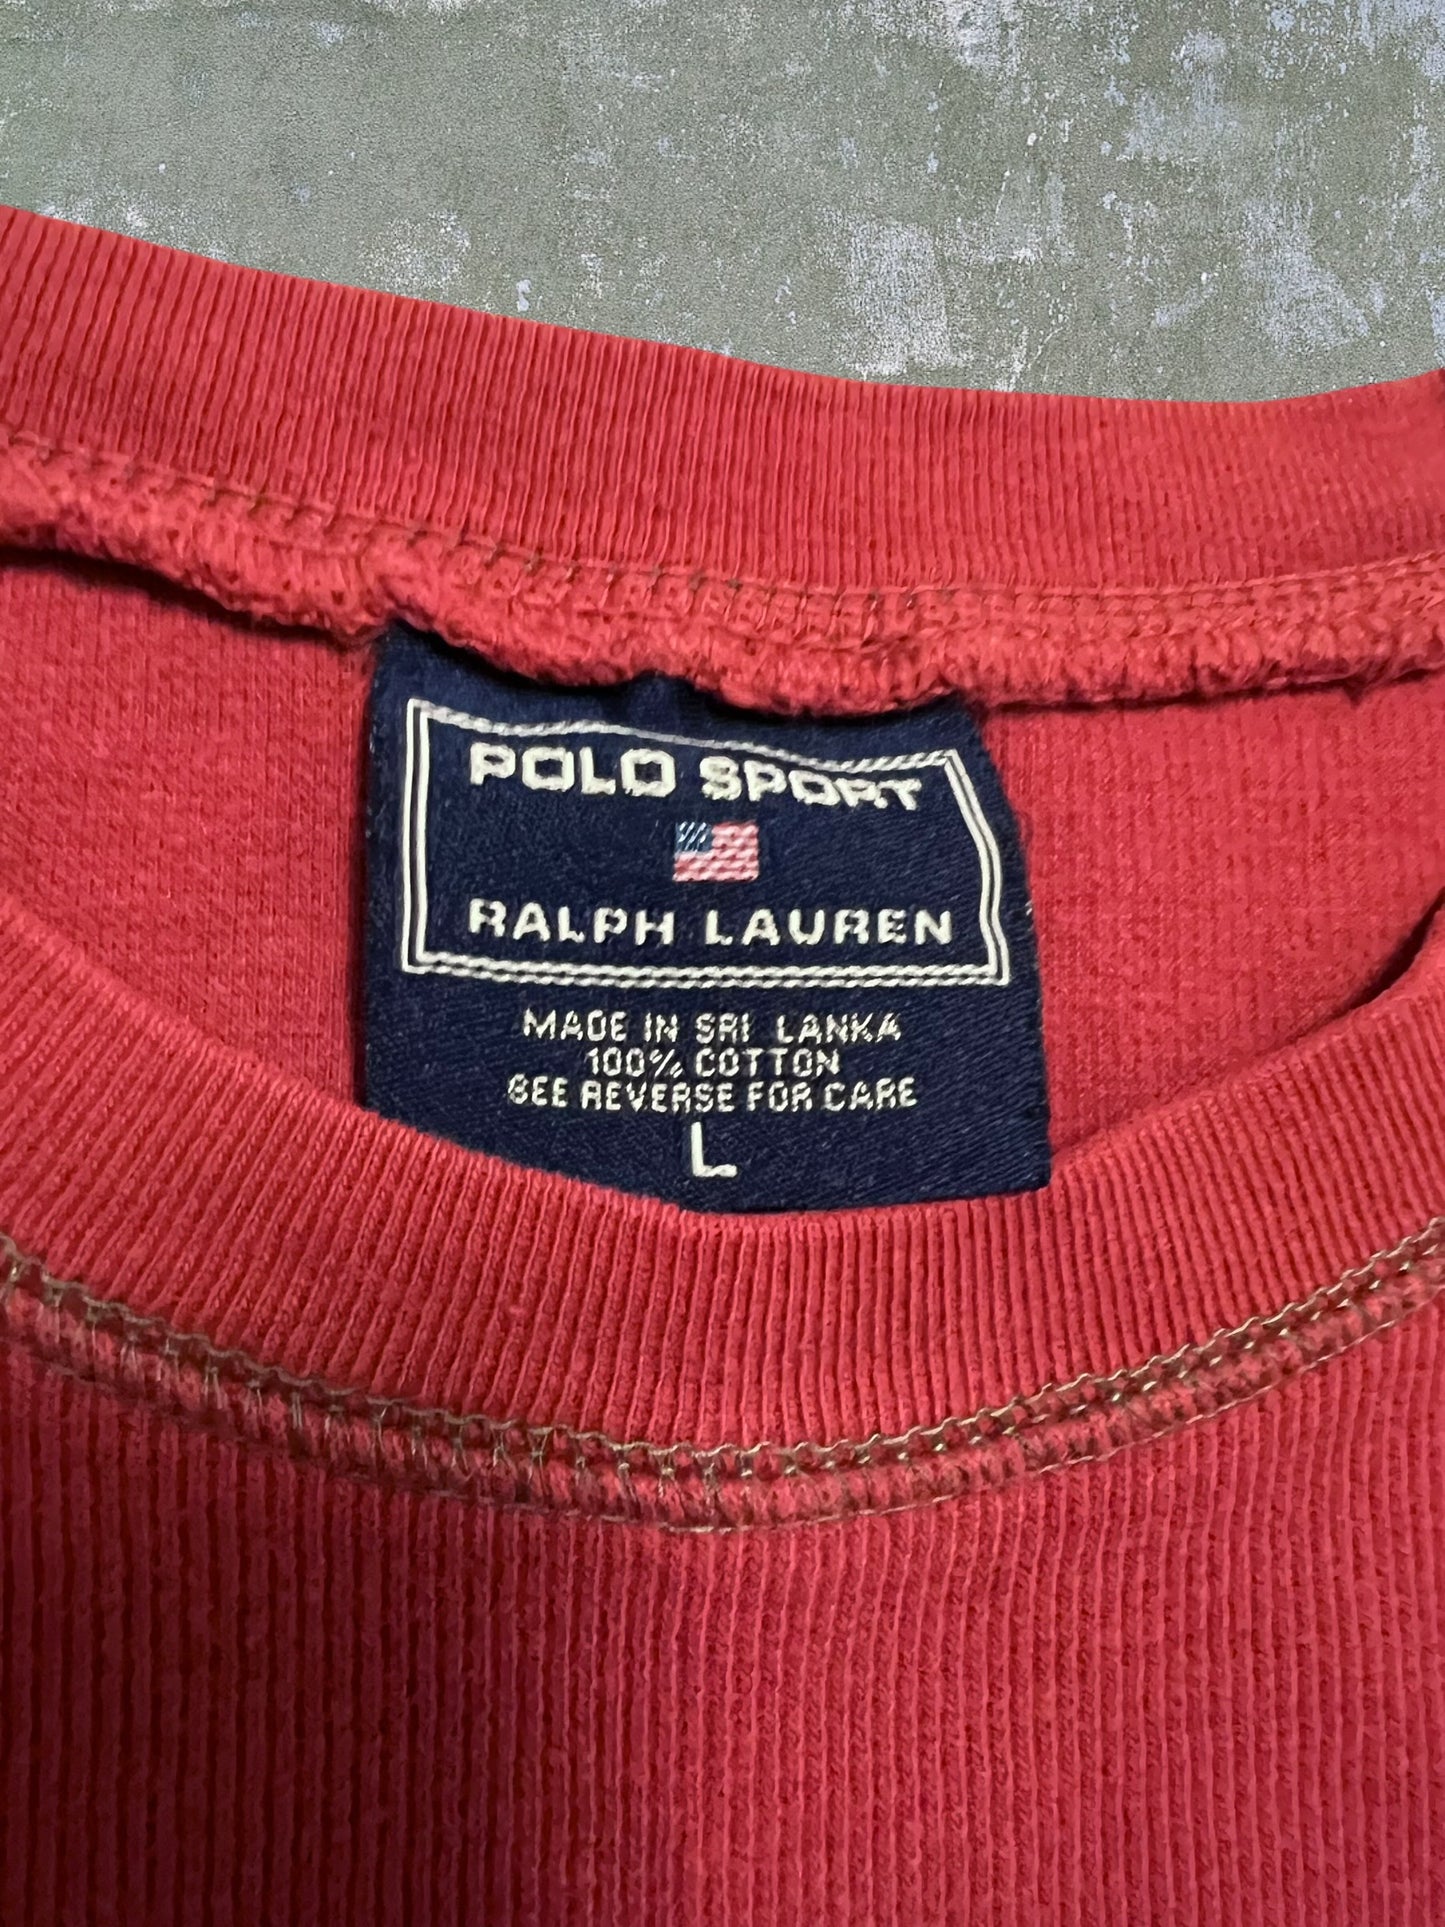 POLO SPORT
RALPH LAUREN
MADE IN SRI LANKA
100% COTTON
SEE REVERSE FOR CARE
L